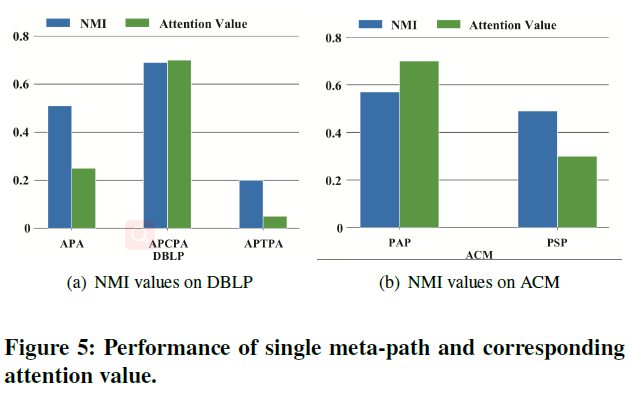 NMI Attention Value
0.8
0.6
0.4
0.2
0
APA APCPA APTPA
DBLP
(a) NMI values on DBLP
NMI Attention Value
0.8
0.6
0.4
0.2
0
PAP PSP
ACM
(b) NMI values on ACM
Figure 5: Performance of single meta-path and corresponding
attention value.